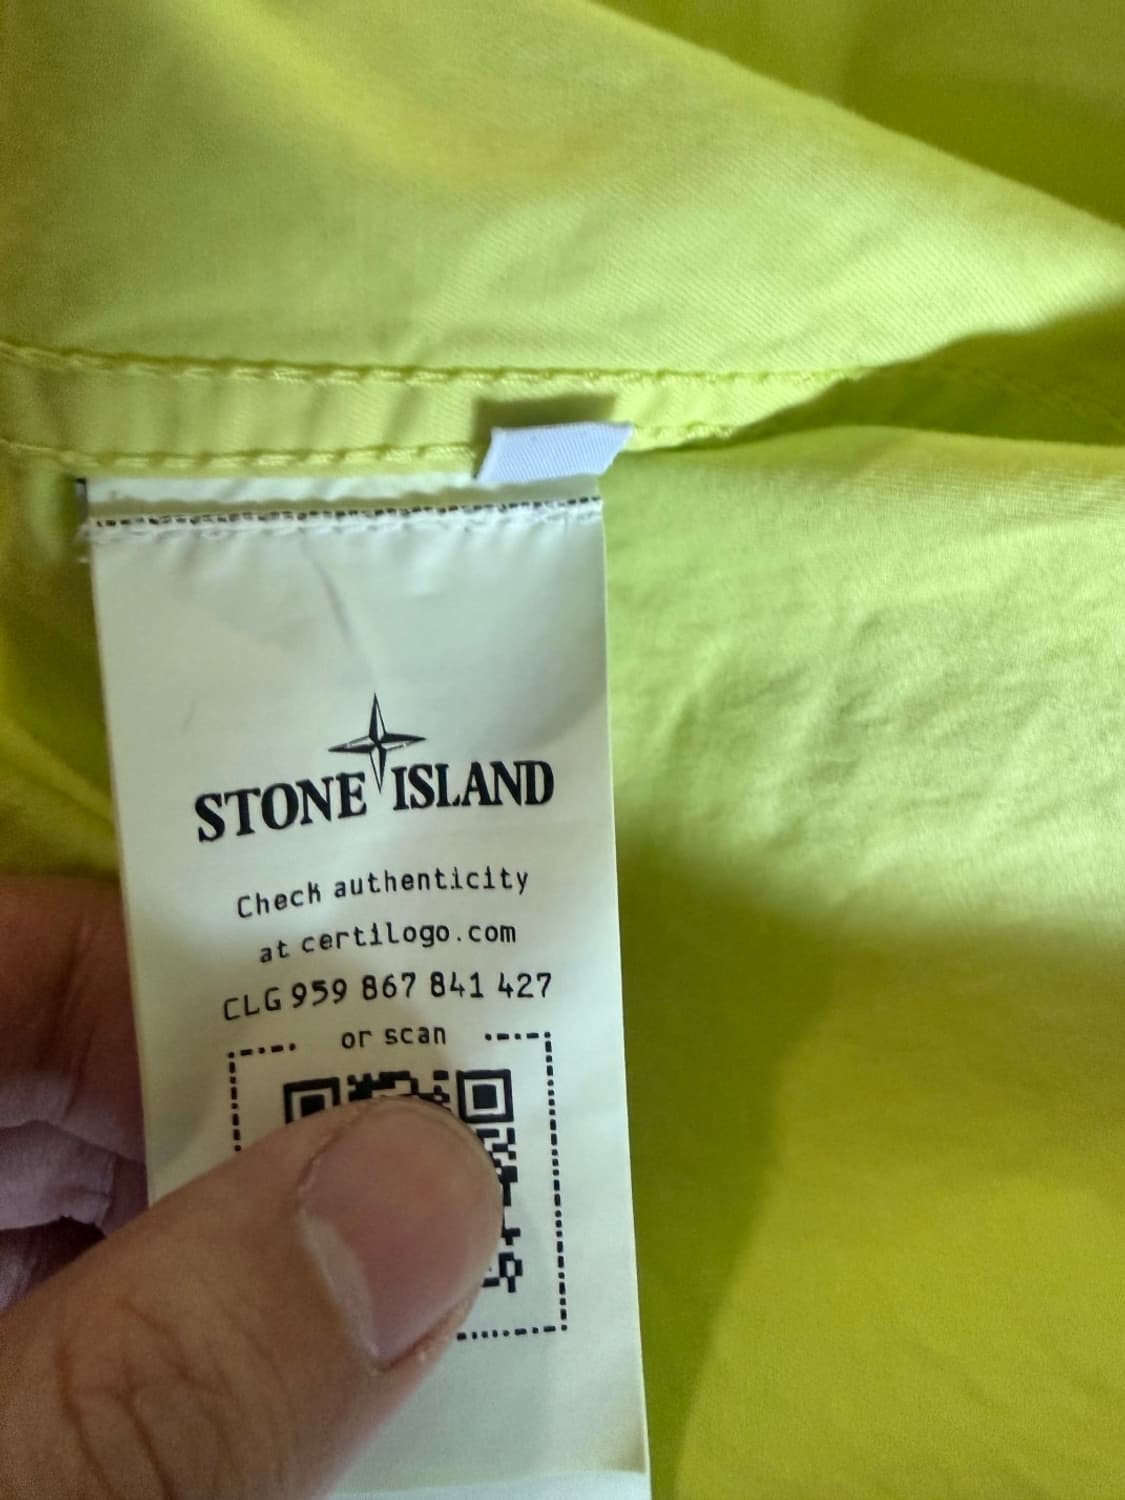 STONE ISLAND
Check authenticity
at certilogo.com
CLG 959 867 841 427
or scan